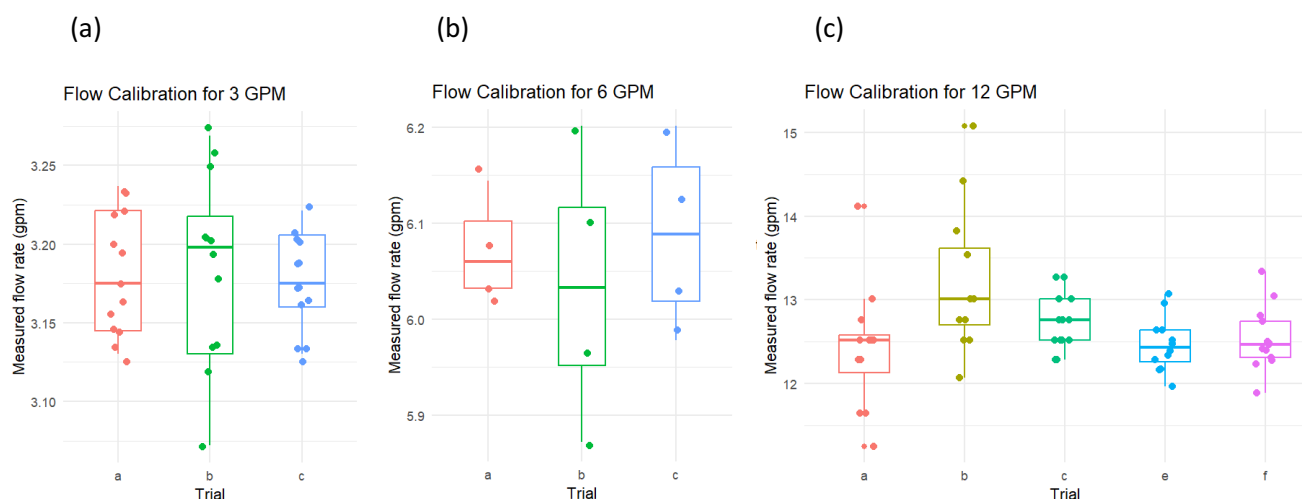 (a)
(b)
(c)
Flow Calibration for 3 GPM
Flow Calibration for 6 GPM
Flow Calibration for 12 GPM
Measured flow rate (gpm)
3.25
3.20
3.15
3.10
a
b
c
Trial
Measured flow rate (gpm)
6.2
6.1
6.0
5.9
a
b
c
Trial
Measured flow rate (gpm)
15
14
13
12
a
b
c
e
f
Trial